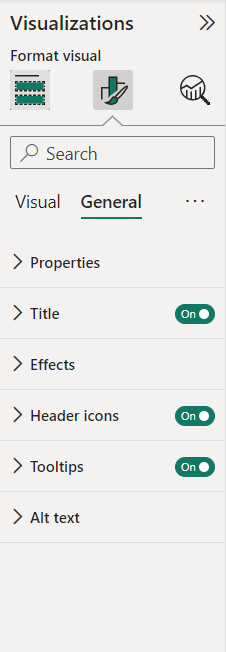 Visualizations
Format visual
Search
Visual General ...
Properties
Title On
Effects
Header icons On
Tooltips On
Alt text